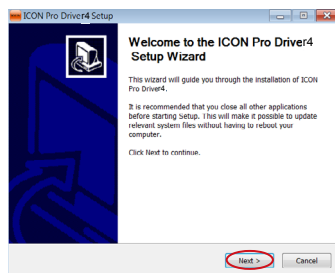 ICON Pro Driver4 Setup
Welcome to the ICON Pro Driver4
Setup Wizard
This wizard will guide you through the installation of ICON
Pro Driver4.
It is recommended that you close all other applications
before starting Setup. This will make it possible to update
relevant system files without having to reboot your
computer.
Click Next to continue.
Next >
Cancel